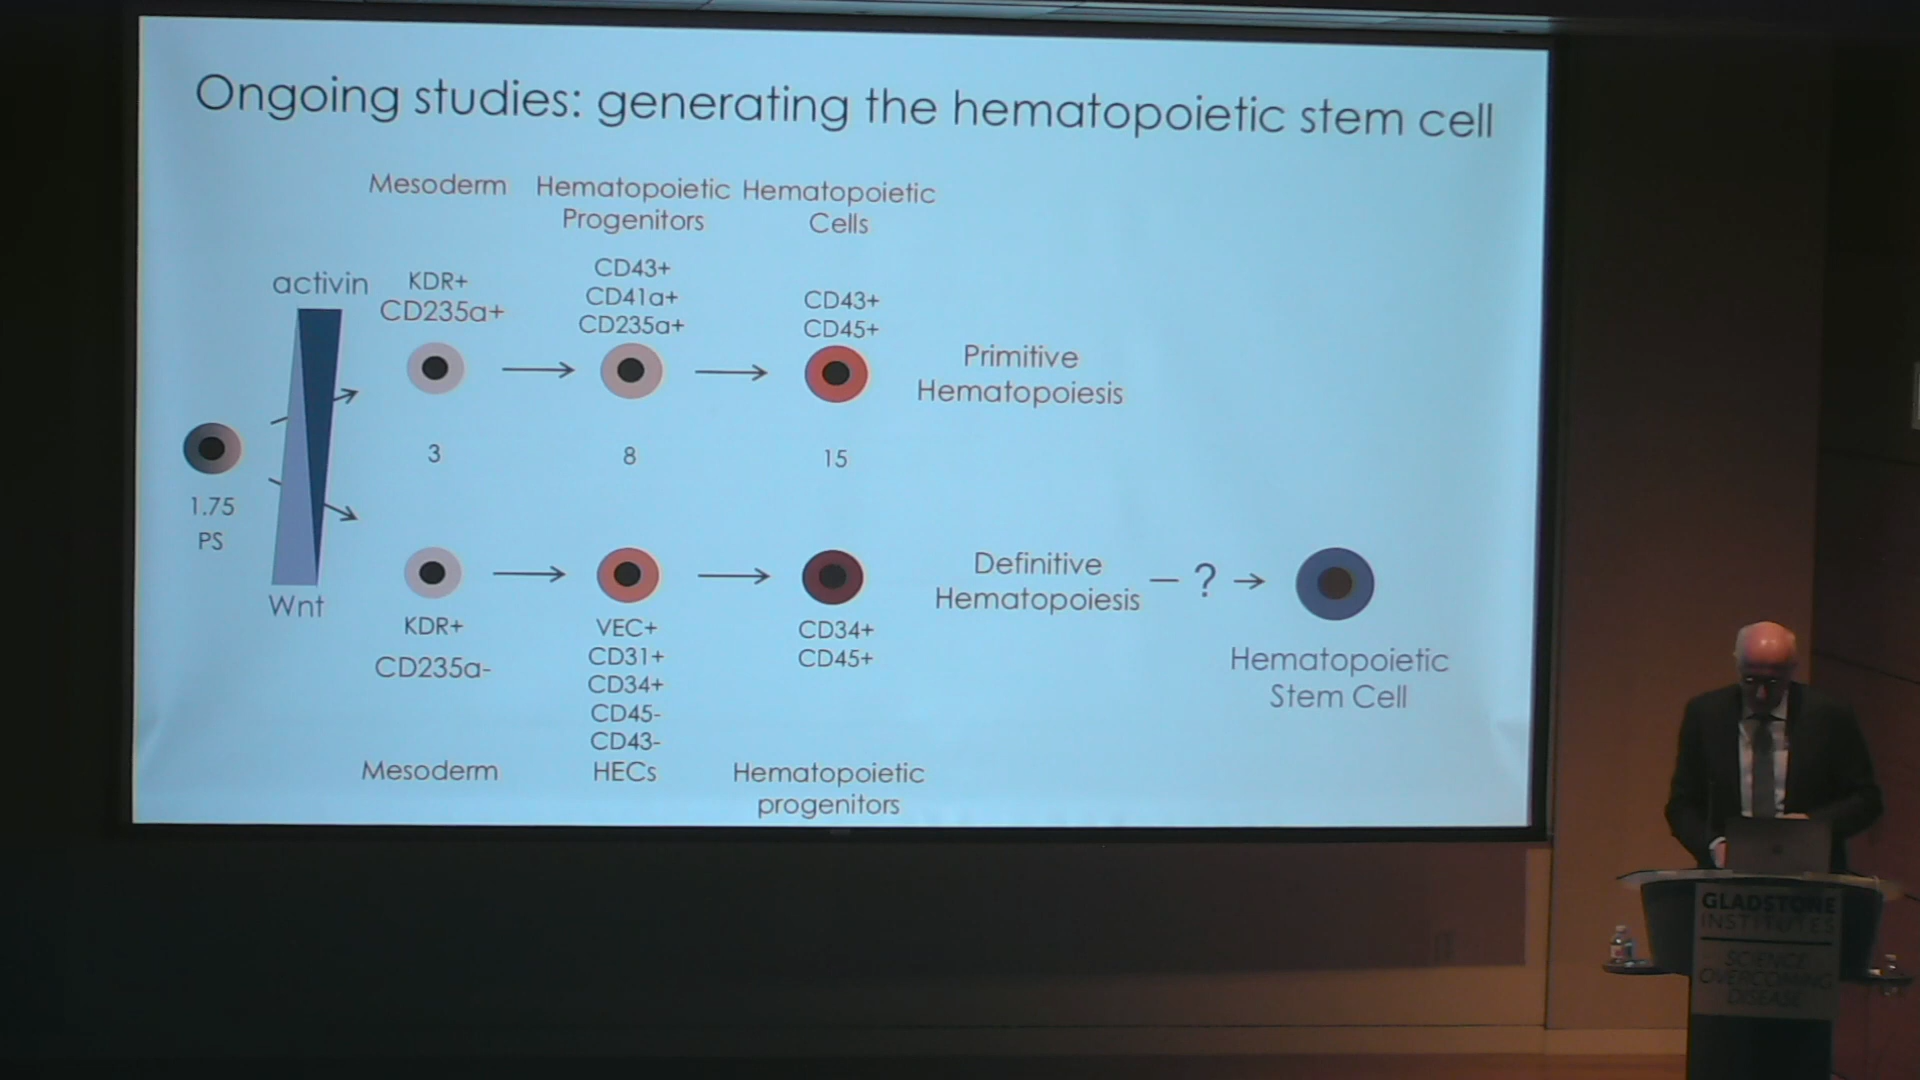 Ongoing studies: generating the hematopoietic stem cell
Mesoderm
Hematopoietic
Progenitors
Hematopoietic
Cells
activin
KDR+
CD235a+
CD43+
CD41a+
CD235a+
CD43+
CD45+
Primitive
Hematopoiesis
1.75
PS
3
8
15
Wnt
KDR+
CD235a-
Mesoderm
VEC+
CD31+
CD34+
CD45-
CD43-
HECs
CD34+
CD45+
Hematopoietic
progenitors
Definitive
Hematopoiesis
?
Hematopoietic
Stem Cell
GLADSTONE
INSTITUTES
SCIENCE
OVERCOMING
DISEASE